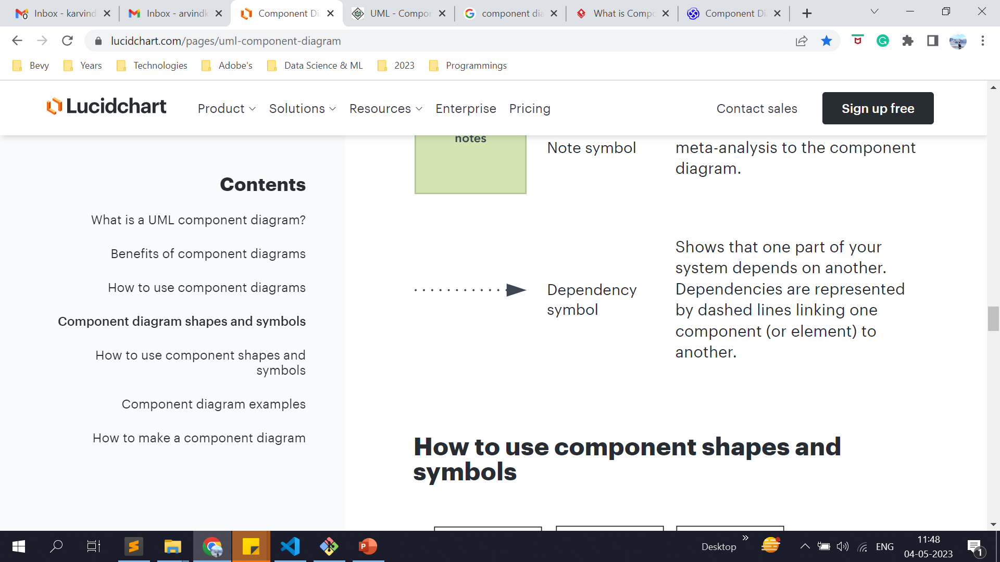 Inbox - karvind
Inbox - arvindk
Component Di
UML - Compon
component dia
What is Compo
Component Di
lucidchart.com/pages/uml-component-diagram
Bevy
Years
Technologies
Adobe's
Data Science & ML
2023
Programmings
Lucidchart
Product
Solutions
Resources
Enterprise
Pricing
Contact sales
Sign up free
Contents
What is a UML component diagram?
Benefits of component diagrams
How to use component diagrams
Component diagram shapes and symbols
How to use component shapes and
symbols
Component diagram examples
How to make a component diagram
notes
Note symbol
meta-analysis to the component
diagram.
Dependency
symbol
Shows that one part of your
system depends on another.
Dependencies are represented
by dashed lines linking one
component (or element) to
another.
How to use component shapes and
symbols
Desktop
ENG
11:48
04-05-2023
1